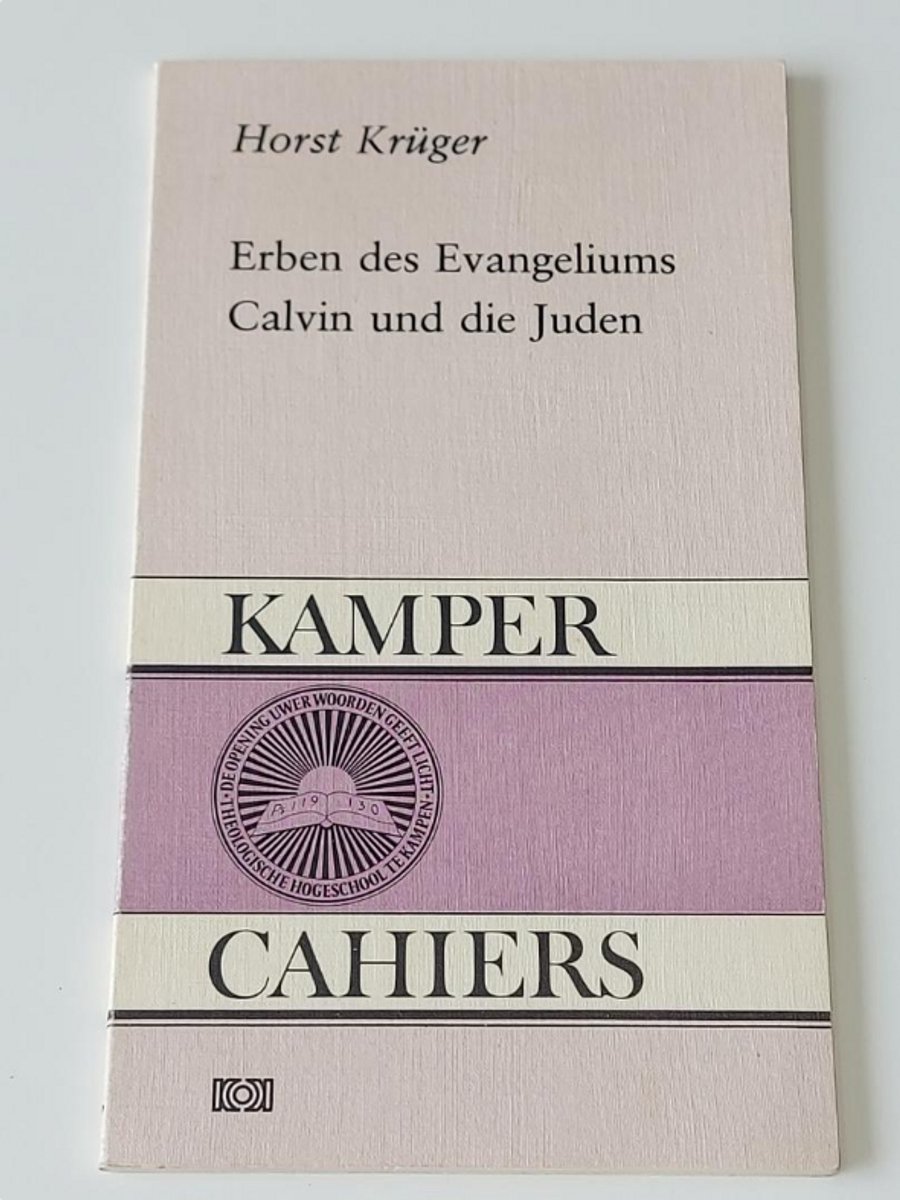 Horst Krüger
Erben des Evangeliums
Calvin und die Juden
KAMPER
DE OPENING UWER WOORDEN GEEFT LICHT
Ps 119 130
THEOLOGISCHE HOGESCHOOL TE KAMPEN
CAHIERS
KOK